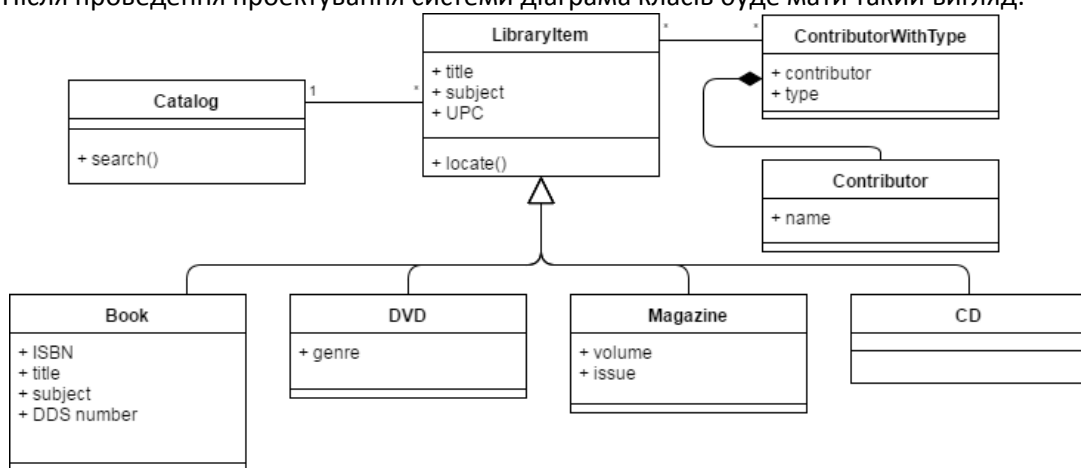 Після проведення проектування системи діаграма класів буде мати такий вигляд:
LibraryItem
+ title
+ subject
+ UPC
+ locate()
*
*
ContributorWithType
+ contributor
+ type
Catalog
+ search()
1
*
Contributor
+ name
Book
+ ISBN
+ title
+ subject
+ DDS number
DVD
+ genre
Magazine
+ volume
+ issue
CD